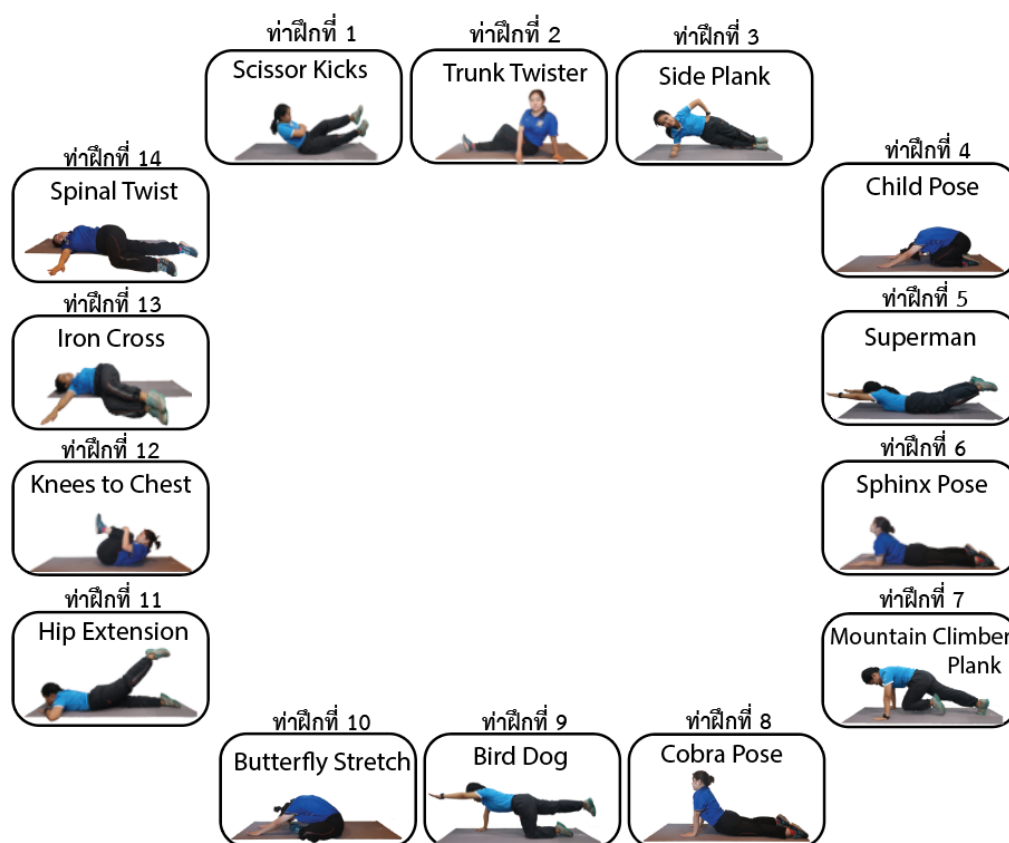 ท่าฝึกที่ 1
Scissor Kicks
ท่าฝึกที่ 2
Trunk Twister
ท่าฝึกที่ 3
Side Plank
ท่าฝึกที่ 4
Child Pose
ท่าฝึกที่ 5
Superman
ท่าฝึกที่ 6
Sphinx Pose
ท่าฝึกที่ 7
Mountain Climber
Plank
ท่าฝึกที่ 8
Cobra Pose
ท่าฝึกที่ 9
Bird Dog
ท่าฝึกที่ 10
Butterfly Stretch
ท่าฝึกที่ 11
Hip Extension
ท่าฝึกที่ 12
Knees to Chest
ท่าฝึกที่ 13
Iron Cross
ท่าฝึกที่ 14
Spinal Twist